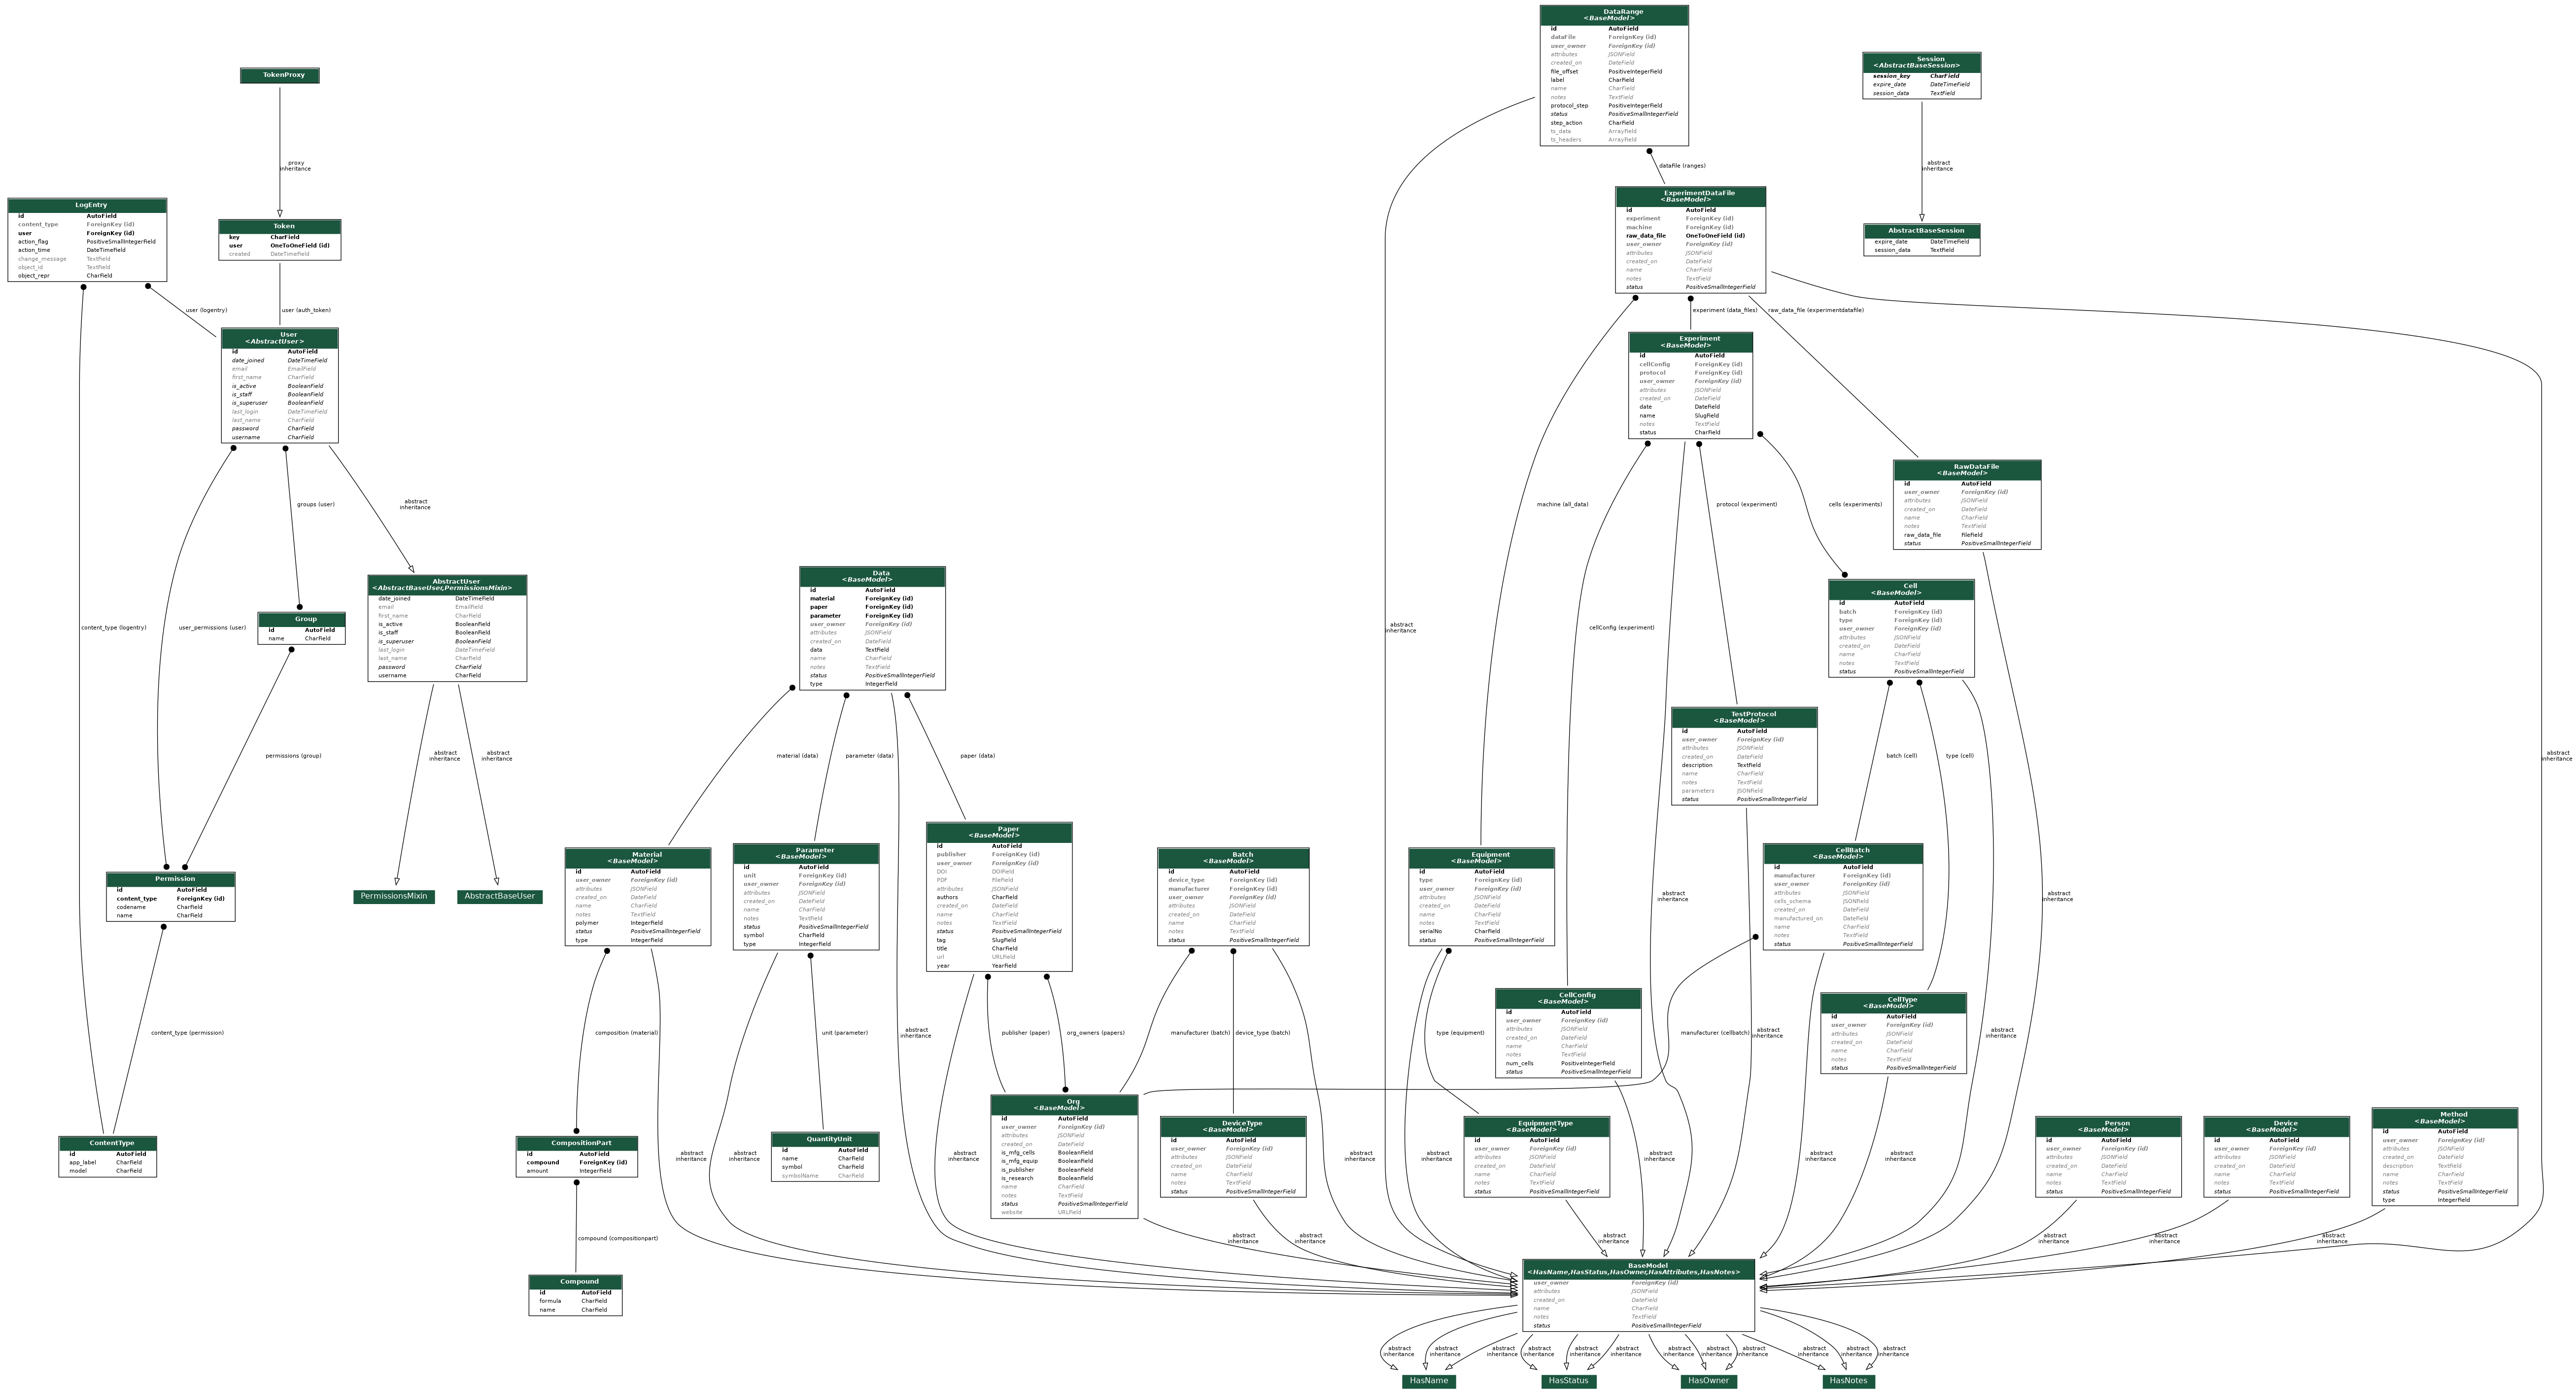 DataRange
<BaseModel>
id AutoField
dataFile ForeignKey (id)
user_owner ForeignKey (id)
attributes JSONField
created_on DateField
file_offset PositiveIntegerField
label CharField
name CharField
notes TextField
protocol_step PositiveIntegerField
status PositiveSmallIntegerField
step_action CharField
ts_data ArrayField
ts_headers ArrayField
Session
<AbstractBaseSession>
session_key CharField
expire_date DateTimeField
session_data TextField
TokenProxy
proxy
inheritance
abstract
inheritance
dataFile (ranges)
ExperimentDataFile
<BaseModel>
id AutoField
experiment ForeignKey (id)
machine ForeignKey (id)
raw_data_file OneToOneField (id)
user_owner ForeignKey (id)
attributes JSONField
created_on DateField
name CharField
notes TextField
status PositiveSmallIntegerField
LogEntry
id AutoField
content_type ForeignKey (id)
user ForeignKey (id)
action_flag PositiveSmallIntegerField
action_time DateTimeField
change_message TextField
object_id TextField
object_repr CharField
Token
key CharField
user OneToOneField (id)
created DateTimeField
AbstractBaseSession
expire_date DateTimeField
session_data TextField
user (logentry)
user (auth_token)
experiment (data_files)
raw_data_file (experimentdatafile)
User
<AbstractUser>
id AutoField
date_joined DateTimeField
email EmailField
first_name CharField
is_active BooleanField
is_staff BooleanField
is_superuser BooleanField
last_login DateTimeField
last_name CharField
password CharField
username CharField
Experiment
<BaseModel>
id AutoField
cellConfig ForeignKey (id)
protocol ForeignKey (id)
user_owner ForeignKey (id)
attributes JSONField
created_on DateField
date DateField
name SlugField
notes TextField
status CharField
RawDataFile
<BaseModel>
id AutoField
user_owner ForeignKey (id)
attributes JSONField
created_on DateField
name CharField
notes TextField
raw_data_file FileField
status PositiveSmallIntegerField
groups (user)
abstract
inheritance
machine (all_data)
protocol (experiment)
cells (experiments)
AbstractUser
<AbstractBaseUser,PermissionsMixin>
date_joined DateTimeField
email EmailField
first_name CharField
is_active BooleanField
is_staff BooleanField
is_superuser BooleanField
last_login DateTimeField
last_name CharField
password CharField
username CharField
Data
<BaseModel>
id AutoField
material ForeignKey (id)
paper ForeignKey (id)
parameter ForeignKey (id)
user_owner ForeignKey (id)
attributes JSONField
created_on DateField
data TextField
name CharField
notes TextField
status PositiveSmallIntegerField
type IntegerField
Cell
<BaseModel>
id AutoField
batch ForeignKey (id)
type ForeignKey (id)
user_owner ForeignKey (id)
attributes JSONField
created_on DateField
name CharField
notes TextField
status PositiveSmallIntegerField
Group
id AutoField
name CharField
content_type (logentry)
user_permissions (user)
abstract
inheritance
cellConfig (experiment)
TestProtocol
<BaseModel>
id AutoField
user_owner ForeignKey (id)
attributes JSONField
created_on DateField
description TextField
name CharField
notes TextField
parameters JSONField
status PositiveSmallIntegerField
permissions (group)
abstract
inheritance
abstract
inheritance
material (data)
parameter (data)
paper (data)
batch (cell)
type (cell)
abstract
inheritance
Permission
id AutoField
content_type ForeignKey (id)
codename CharField
name CharField
PermissionsMixin
AbstractBaseUser
Material
<BaseModel>
id AutoField
user_owner ForeignKey (id)
attributes JSONField
created_on DateField
name CharField
notes TextField
polymer IntegerField
status PositiveSmallIntegerField
type IntegerField
Parameter
<BaseModel>
id AutoField
unit ForeignKey (id)
user_owner ForeignKey (id)
attributes JSONField
created_on DateField
name CharField
notes TextField
status PositiveSmallIntegerField
symbol CharField
type IntegerField
Paper
<BaseModel>
id AutoField
publisher ForeignKey (id)
user_owner ForeignKey (id)
DOI DOIField
PDF FileField
attributes JSONField
authors CharField
created_on DateField
name CharField
notes TextField
status PositiveSmallIntegerField
tag SlugField
title CharField
url URLField
year YearField
Batch
<BaseModel>
id AutoField
device_type ForeignKey (id)
manufacturer ForeignKey (id)
user_owner ForeignKey (id)
attributes JSONField
created_on DateField
name CharField
notes TextField
status PositiveSmallIntegerField
Equipment
<BaseModel>
id AutoField
type ForeignKey (id)
user_owner ForeignKey (id)
attributes JSONField
created_on DateField
name CharField
notes TextField
serialNo CharField
status PositiveSmallIntegerField
abstract
inheritance
CellBatch
<BaseModel>
id AutoField
manufacturer ForeignKey (id)
user_owner ForeignKey (id)
attributes JSONField
cells_schema JSONField
created_on DateField
manufactured_on DateField
name CharField
notes TextField
status PositiveSmallIntegerField
abstract
inheritance
content_type (permission)
composition (material)
unit (parameter)
abstract
inheritance
publisher (paper)
org_owners (papers)
manufacturer (batch)
device_type (batch)
type (equipment)
CellConfig
<BaseModel>
id AutoField
user_owner ForeignKey (id)
attributes JSONField
created_on DateField
name CharField
notes TextField
num_cells PositiveIntegerField
status PositiveSmallIntegerField
manufacturer (cellbatch)
abstract
inheritance
CellType
<BaseModel>
id AutoField
user_owner ForeignKey (id)
attributes JSONField
created_on DateField
name CharField
notes TextField
status PositiveSmallIntegerField
abstract
inheritance
ContentType
id AutoField
app_label CharField
model CharField
CompositionPart
id AutoField
compound ForeignKey (id)
amount IntegerField
abstract
inheritance
abstract
inheritance
QuantityUnit
id AutoField
name CharField
symbol CharField
symbolName CharField
abstract
inheritance
Org
<BaseModel>
id AutoField
user_owner ForeignKey (id)
attributes JSONField
created_on DateField
is_mfg_cells BooleanField
is_mfg_equip BooleanField
is_publisher BooleanField
is_research BooleanField
name CharField
notes TextField
status PositiveSmallIntegerField
website URLField
DeviceType
<BaseModel>
id AutoField
user_owner ForeignKey (id)
attributes JSONField
created_on DateField
name CharField
notes TextField
status PositiveSmallIntegerField
abstract
inheritance
abstract
inheritance
EquipmentType
<BaseModel>
id AutoField
user_owner ForeignKey (id)
attributes JSONField
created_on DateField
name CharField
notes TextField
status PositiveSmallIntegerField
abstract
inheritance
abstract
inheritance
abstract
inheritance
Person
<BaseModel>
id AutoField
user_owner ForeignKey (id)
attributes JSONField
created_on DateField
name CharField
notes TextField
status PositiveSmallIntegerField
Device
<BaseModel>
id AutoField
user_owner ForeignKey (id)
attributes JSONField
created_on DateField
name CharField
notes TextField
status PositiveSmallIntegerField
Method
<BaseModel>
id AutoField
user_owner ForeignKey (id)
attributes JSONField
created_on DateField
description TextField
name CharField
notes TextField
status PositiveSmallIntegerField
type IntegerField
compound (compositionpart)
abstract
inheritance
abstract
inheritance
abstract
inheritance
abstract
inheritance
abstract
inheritance
abstract
inheritance
Compound
id AutoField
formula CharField
name CharField
BaseModel
<HasName,HasStatus,HasOwner,HasAttributes,HasNotes>
user_owner ForeignKey (id)
attributes JSONField
created_on DateField
name CharField
notes TextField
status PositiveSmallIntegerField
abstract
inheritance
abstract
inheritance
abstract
inheritance
abstract
inheritance
abstract
inheritance
abstract
inheritance
abstract
inheritance
abstract
inheritance
abstract
inheritance
abstract
inheritance
abstract
inheritance
abstract
inheritance
HasName
HasStatus
HasOwner
HasNotes